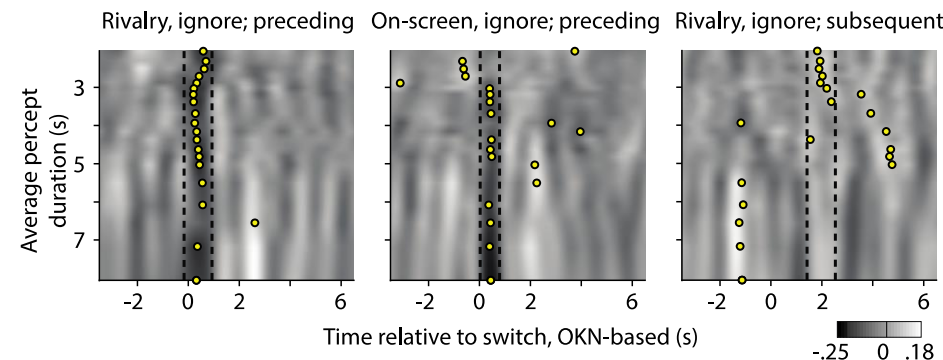 Rivalry, ignore; preceding
On-screen, ignore; preceding
Rivalry, ignore; subsequent
Average percept
duration (s)
3
5
7
-2 0 2 6
-2 0 2 6
-2 0 2 4 6
Time relative to switch, OKN-based (s)
-.25 0 .18